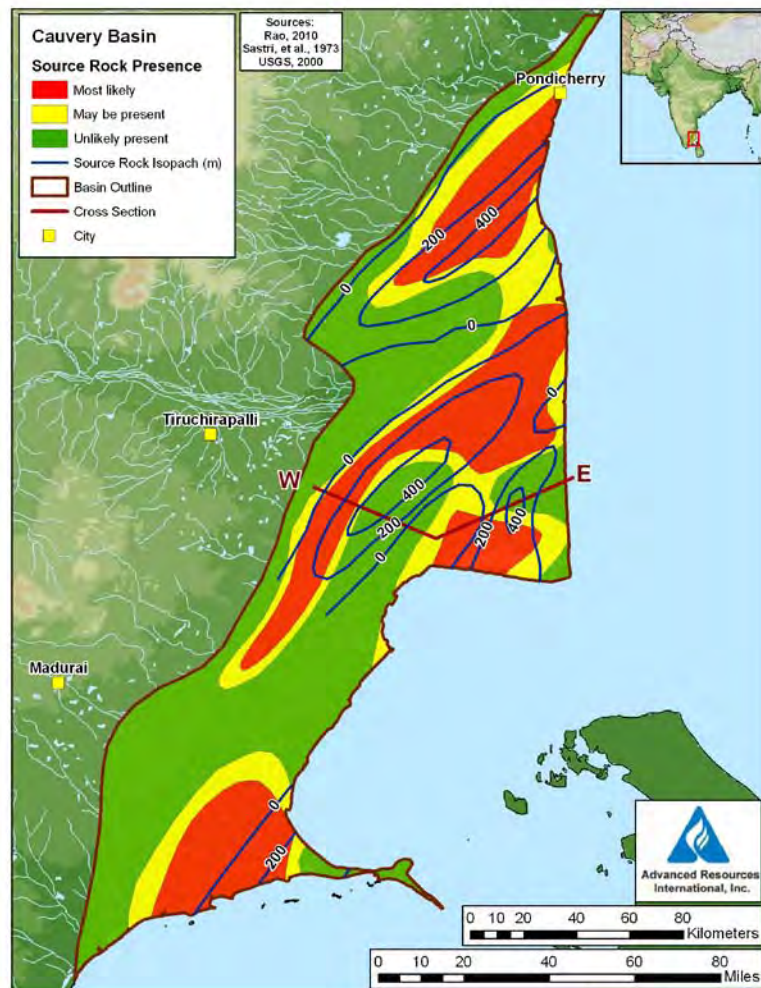 Cauvery Basin
Source Rock Presence
Most likely
May be present
Unlikely present
Source Rock Isopach (m)
Basin Outline
Cross Section
City
Sources:
Rao, 2010
Sastri, et al., 1973
USGS, 2000
Pondicherry
200
400
0
0
Tiruchirapalli
0
0
W
E
400
200
0
200
400
Madurai
0
200
Advanced Resources
International, Inc.
0 10 20 40 60 80
Kilometers
0 10 20 40 60 80
Miles